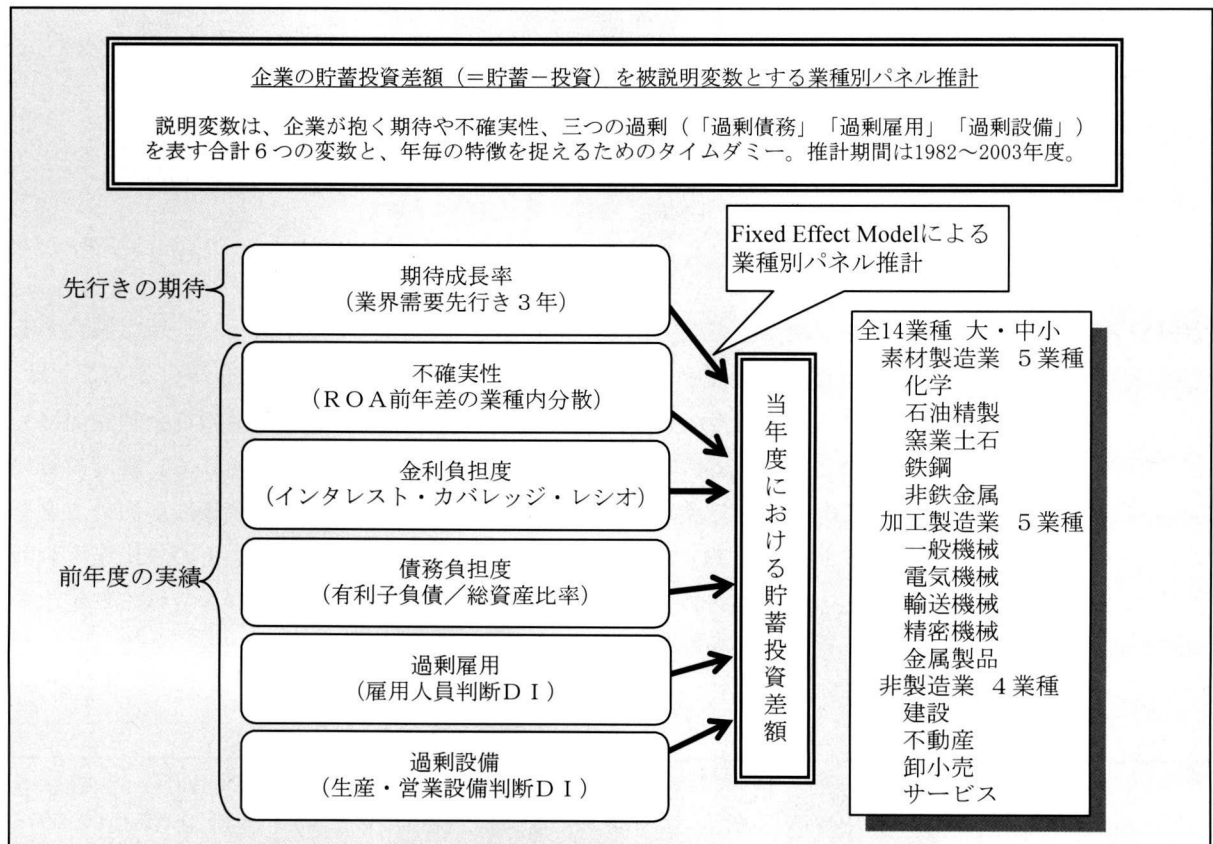 企業の貯蓄投資差額(=貯蓄-投資)を被説明変数とする業種別パネル推計
説明変数は、企業が抱く期待や不確実性、三つの過剰(「過剰債務」「過剰雇用」「過剰設備」)
を表す合計6つの変数と、年毎の特徴を捉えるためのタイムダミー。推計期間は1982~2003年度。
Fixed Effect Modelによる
業種別パネル推計
先行きの期待
期待成長率
(業界需要先行き3年)
前年度の実績
不確実性
(ROA前年差の業種内分散)
金利負担度
(インタレスト・カバレッジ・レシオ)
債務負担度
(有利子負債/総資産比率)
過剰雇用
(雇用人員判断DI)
過剰設備
(生産・営業設備判断DI)
当年度における貯蓄投資差額
全14業種 大・中小
素材製造業 5業種
化学
石油精製
窯業土石
鉄鋼
非鉄金属
加工製造業 5業種
一般機械
電気機械
輸送機械
精密機械
金属製品
非製造業 4業種
建設
不動産
卸小売
サービス